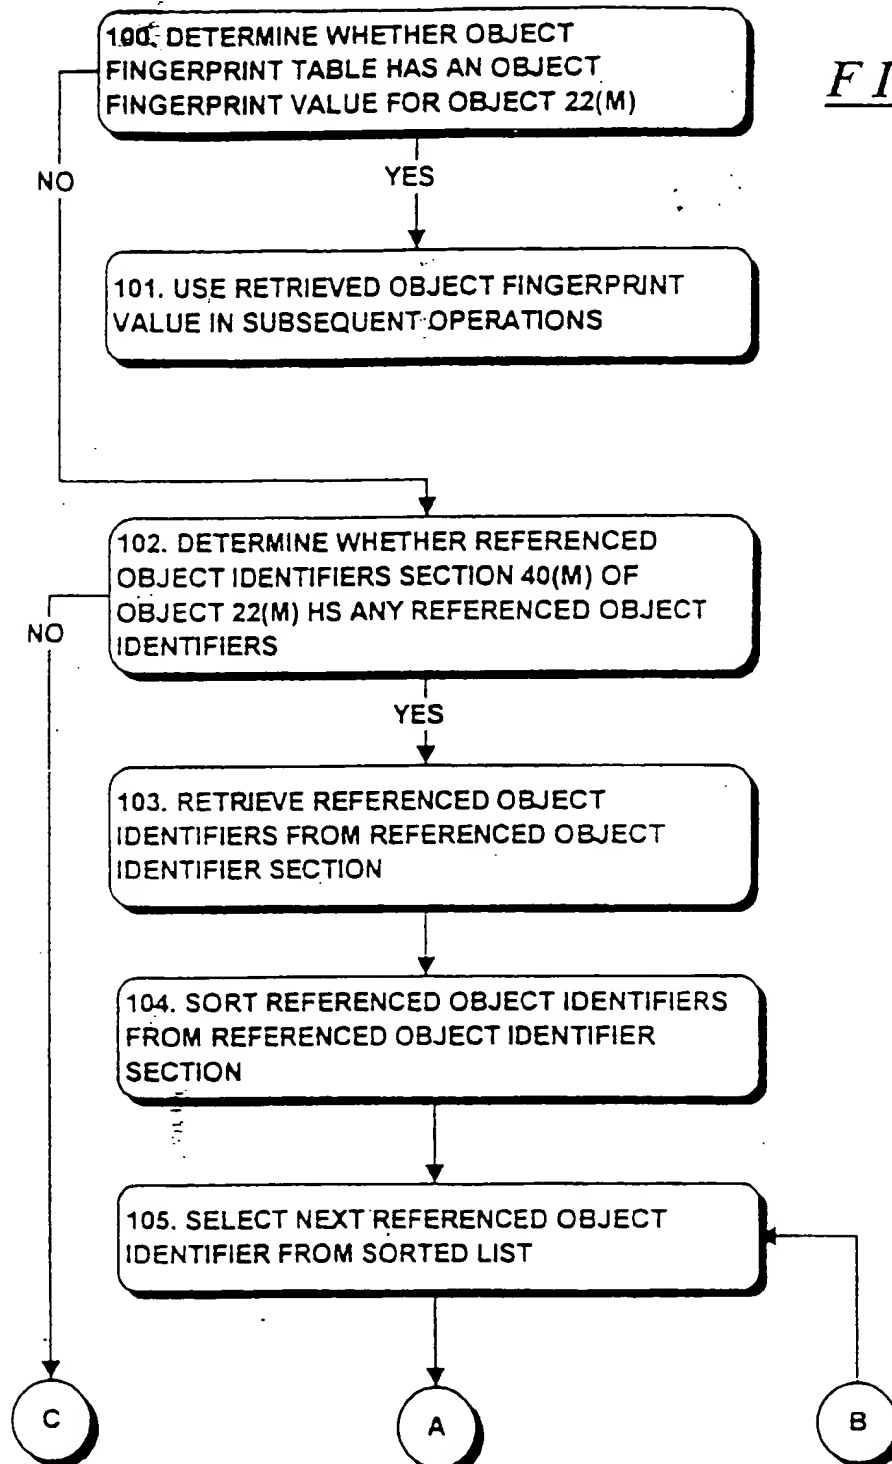 100. DETERMINE WHETHER OBJECT
FINGERPRINT TABLE HAS AN OBJECT
FINGERPRINT VALUE FOR OBJECT 22(M)
F I
NO
YES
101. USE RETRIEVED OBJECT FINGERPRINT
VALUE IN SUBSEQUENT OPERATIONS
102. DETERMINE WHETHER REFERENCED
OBJECT IDENTIFIERS SECTION 40(M) OF
OBJECT 22(M) HS ANY REFERENCED OBJECT
IDENTIFIERS
NO
YES
103. RETRIEVE REFERENCED OBJECT
IDENTIFIERS FROM REFERENCED OBJECT
IDENTIFIER SECTION
104. SORT REFERENCED OBJECT IDENTIFIERS
FROM REFERENCED OBJECT IDENTIFIER
SECTION
105. SELECT NEXT REFERENCED OBJECT
IDENTIFIER FROM SORTED LIST
C
A
B